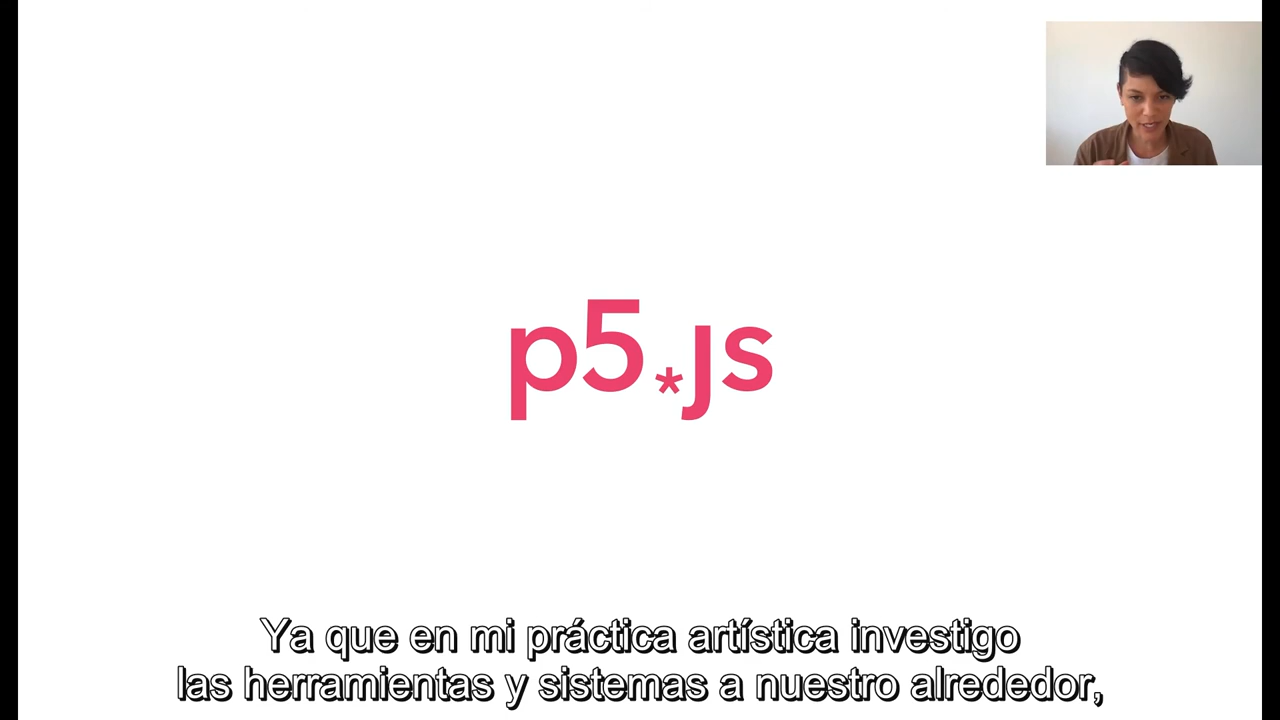 p5*js
Ya que en mi práctica artística investigo
las herramientas y sistemas a nuestro alrededor,